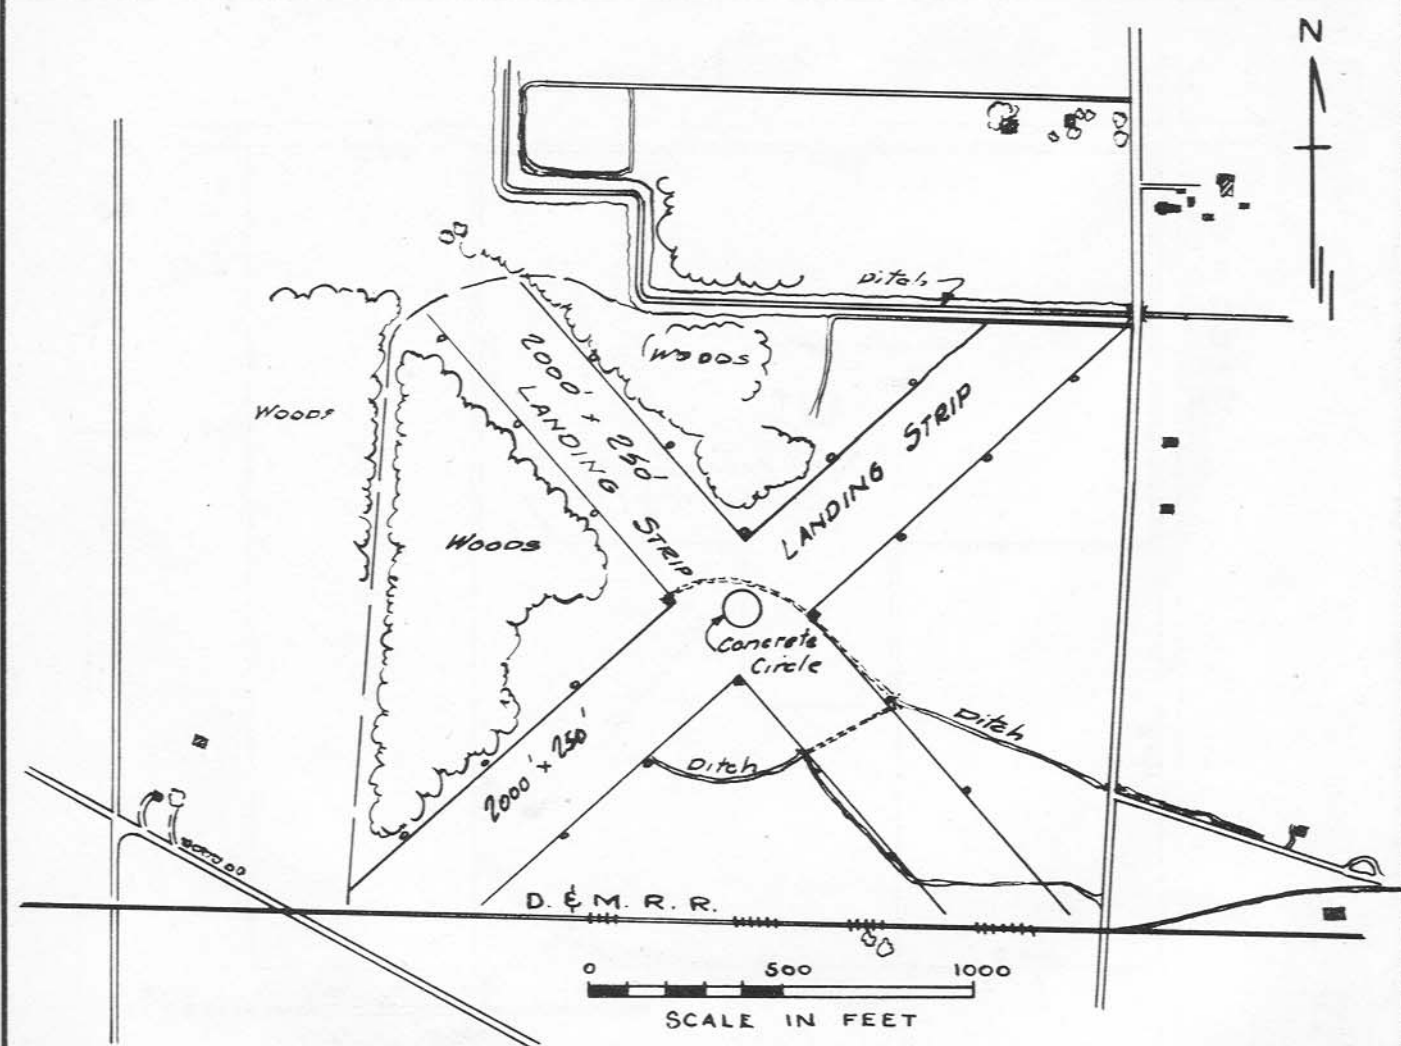 N
Ditch
WOODS
WOODS
2000' x 250'
LANDING STRIP
LANDING STRIP
WOODS
Concrete
Circle
Ditch
2000' x 250'
Ditch
D. & M. R. R.
0 500 1000
SCALE IN FEET